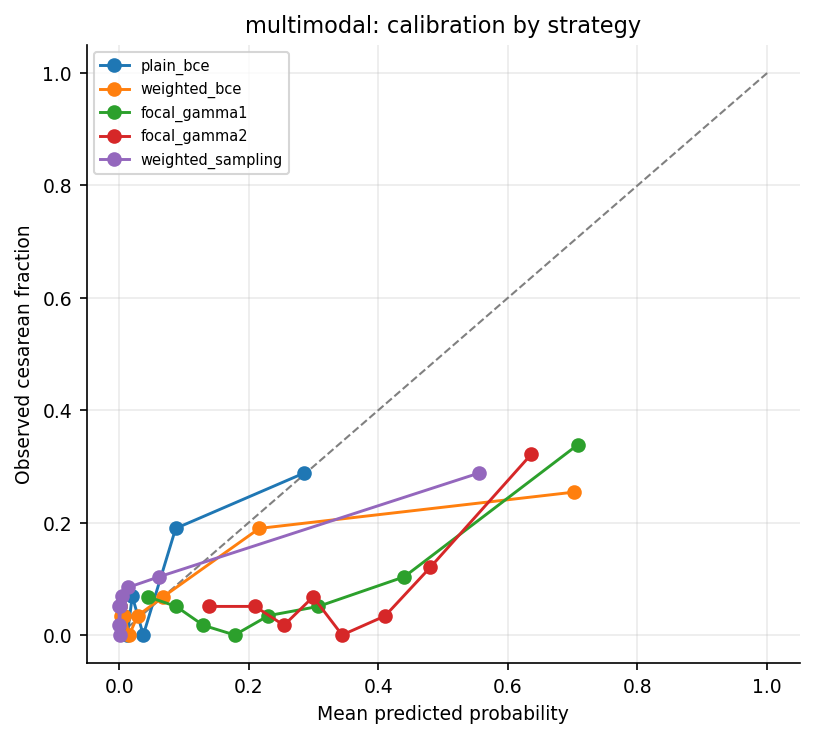 multimodal: calibration by strategy
plain_bce
weighted_bce
focal_gamma1
focal_gamma2
weighted_sampling
Observed cesarean fraction
1.0
0.8
0.6
0.4
0.2
0.0
0.0 0.2 0.4 0.6 0.8 1.0
Mean predicted probability